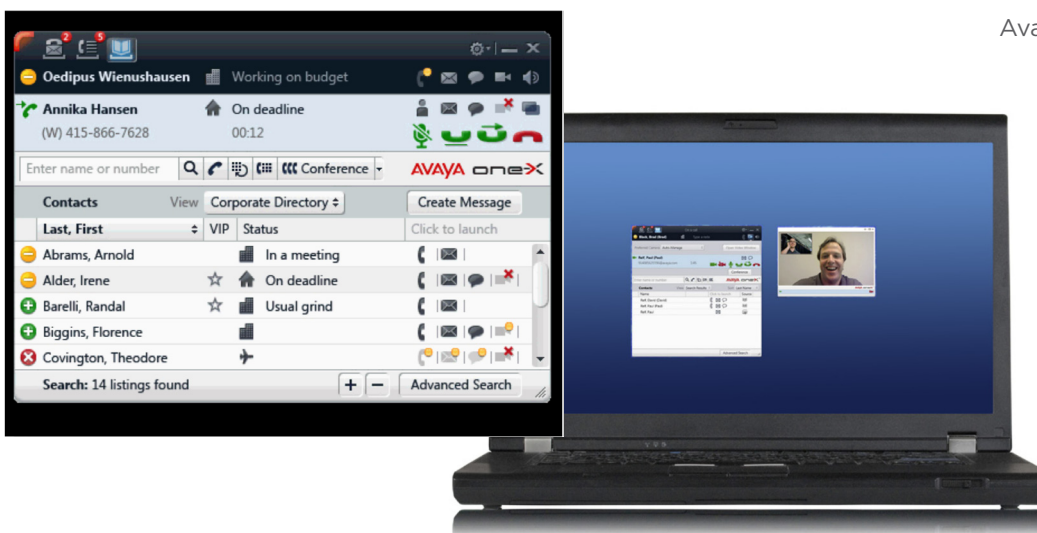 Ava
2 5
Oedipus Wienushausen Working on budget
Annika Hansen On deadline
(W) 415-866-7628 00:12
Enter name or number Conference AVAYA one-X
Contacts View Corporate Directory Create Message
Last, First VIP Status Click to launch
Abrams, Arnold In a meeting
Alder, Irene On deadline
Barelli, Randal Usual grind
Biggins, Florence
Covington, Theodore
Search: 14 listings found + − Advanced Search
Contacts
Advanced Search